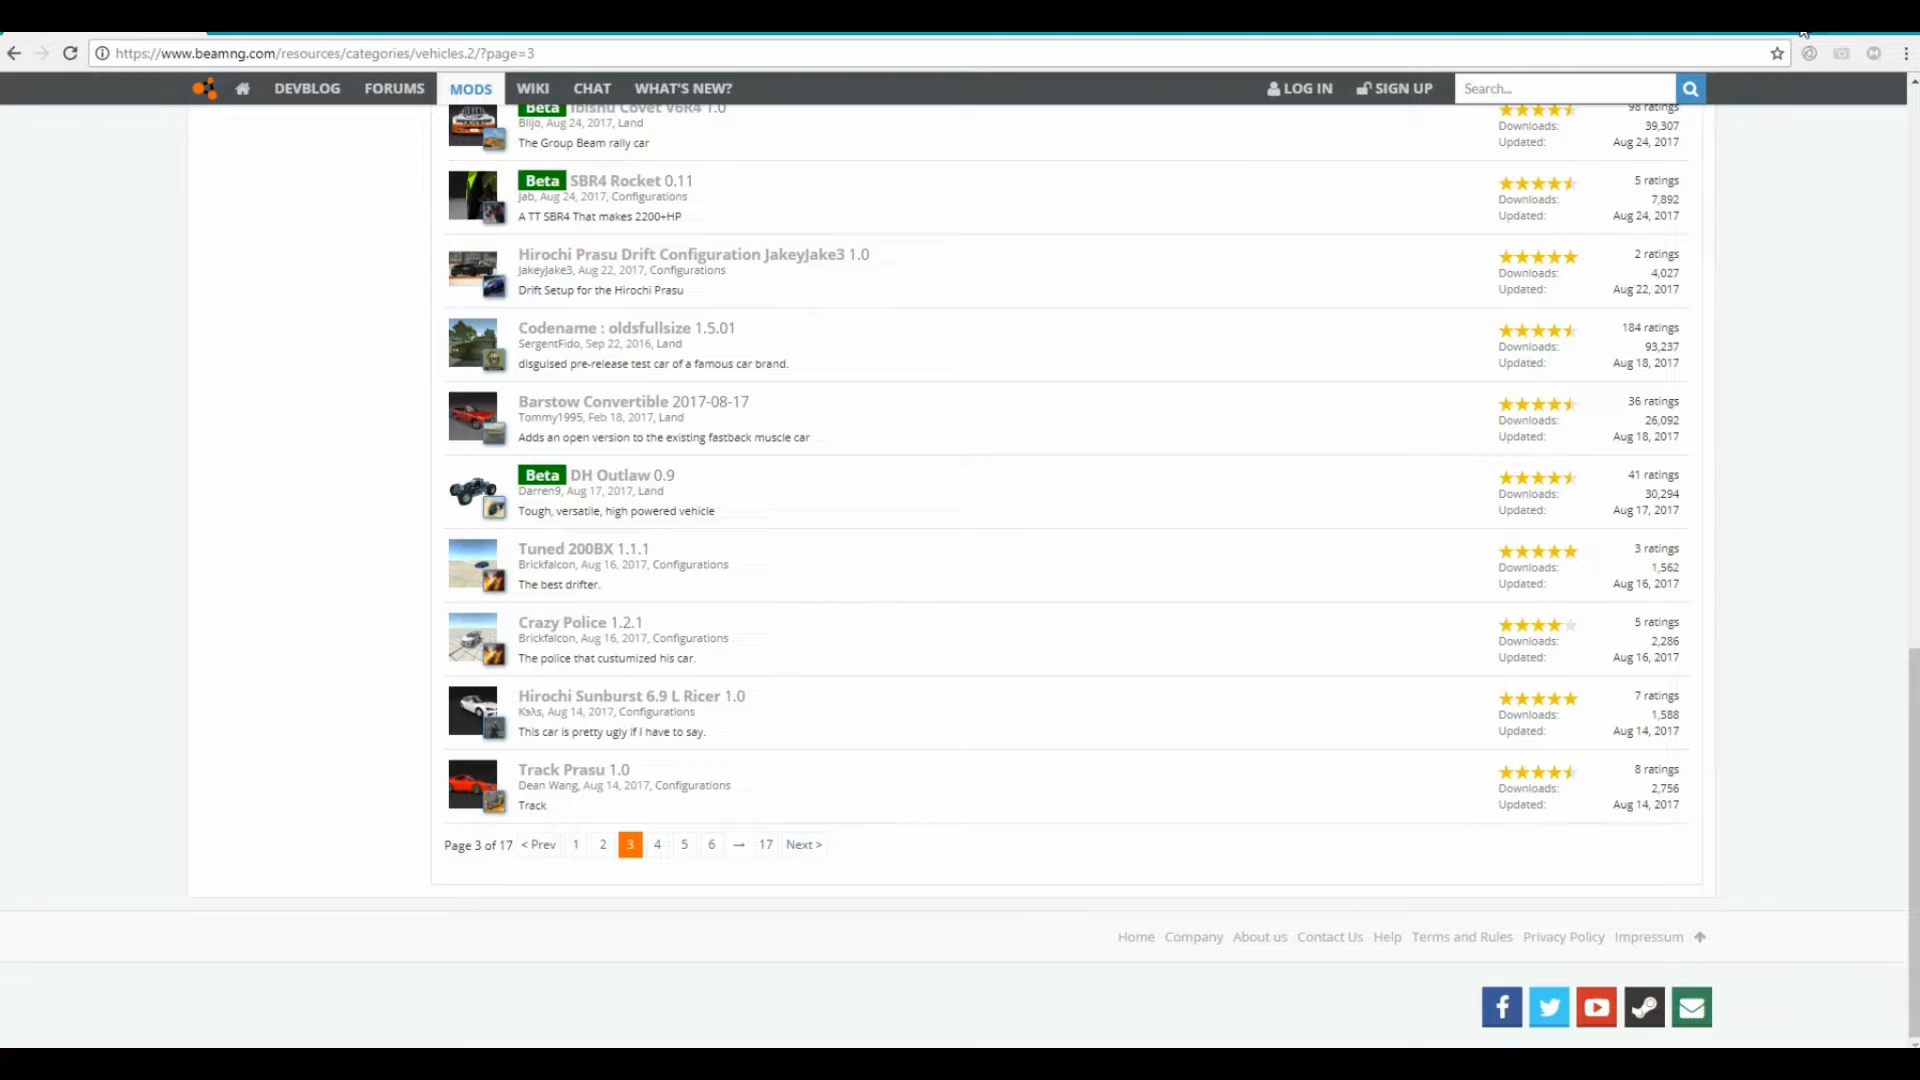 https://www.beamng.com/resources/categories/vehicles.2/?page=3
DEVBLOG FORUMS MODS WIKI CHAT WHAT'S NEW? LOG IN SIGN UP Search...
Beta Ibishu Covet V6R4 1.0 98 ratings
Blijo, Aug 24, 2017, Land Downloads: 39,307
The Group Beam rally car Updated: Aug 24, 2017
Beta SBR4 Rocket 0.11 5 ratings
Jab, Aug 24, 2017, Configurations Downloads: 7,892
A TT SBR4 That makes 2200+HP Updated: Aug 24, 2017
Hirochi Prasu Drift Configuration JakeyJake3 1.0 2 ratings
JakeyJake3, Aug 22, 2017, Configurations Downloads: 4,027
Drift Setup for the Hirochi Prasu Updated: Aug 22, 2017
Codename : oldsfullsize 1.5.01 184 ratings
SergentFido, Sep 22, 2016, Land Downloads: 93,237
disguised pre-release test car of a famous car brand. Updated: Aug 18, 2017
Barstow Convertible 2017-08-17 36 ratings
Tommy1995, Feb 18, 2017, Land Downloads: 26,092
Adds an open version to the existing fastback muscle car Updated: Aug 18, 2017
Beta DH Outlaw 0.9 41 ratings
Darren9, Aug 17, 2017, Land Downloads: 30,294
Tough, versatile, high powered vehicle Updated: Aug 17, 2017
Tuned 200BX 1.1.1 3 ratings
Brickfalcon, Aug 16, 2017, Configurations Downloads: 1,562
The best drifter. Updated: Aug 16, 2017
Crazy Police 1.2.1 5 ratings
Brickfalcon, Aug 16, 2017, Configurations Downloads: 2,286
The police that custumized his car. Updated: Aug 16, 2017
Hirochi Sunburst 6.9 L Ricer 1.0 7 ratings
Kэλs, Aug 14, 2017, Configurations Downloads: 1,588
This car is pretty ugly if I have to say. Updated: Aug 14, 2017
Track Prasu 1.0 8 ratings
Dean Wang, Aug 14, 2017, Configurations Downloads: 2,756
Track Updated: Aug 14, 2017
Page 3 of 17 < Prev 1 2 3 4 5 6 → 17 Next >
Home Company About us Contact Us Help Terms and Rules Privacy Policy Impressum